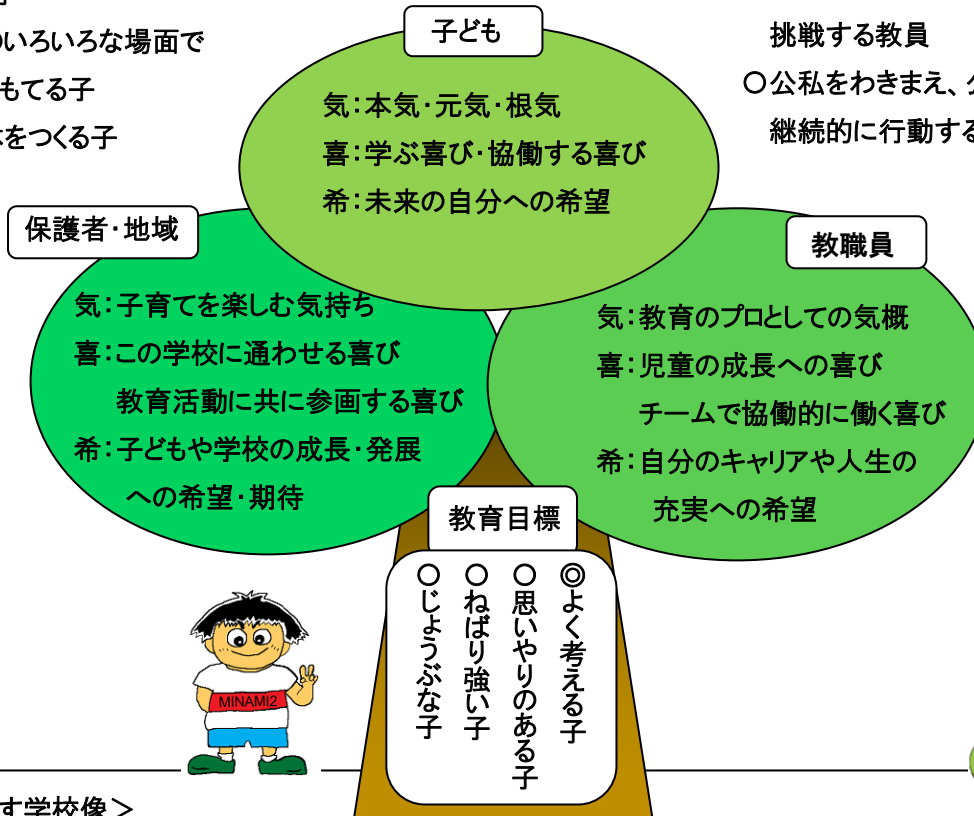 いろいろな場面で
もてる子
をつくる子
挑戦する教員
○公私をわきまえ、
継続的に行動する
子ども
気：本気・元気・根気
喜：学ぶ喜び・協働する喜び
希：未来の自分への希望
保護者・地域
気：子育てを楽しむ気持ち
喜：この学校に通わせる喜び
教育活動に共に参画する喜び
希：子どもや学校の成長・発展
への希望・期待
教職員
気：教育のプロとしての気概
喜：児童の成長への喜び
チームで協働的に働く喜び
希：自分のキャリアや人生の
充実への希望
教育目標
◎よく考える子
○思いやりのある子
○ねばり強い子
○じょうぶな子
MINAMI2
す学校像＞